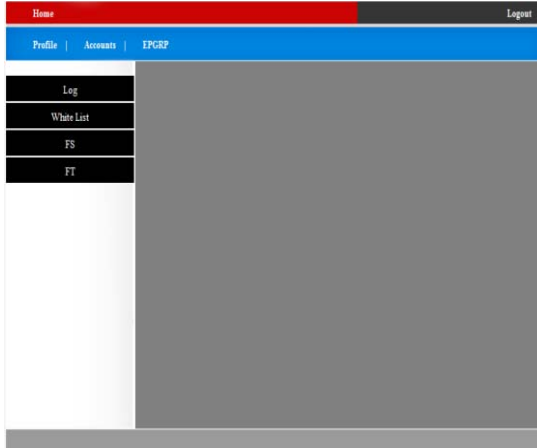 Home Logout
Profile | Accounts | EPGRP
Log
White List
FS
FT